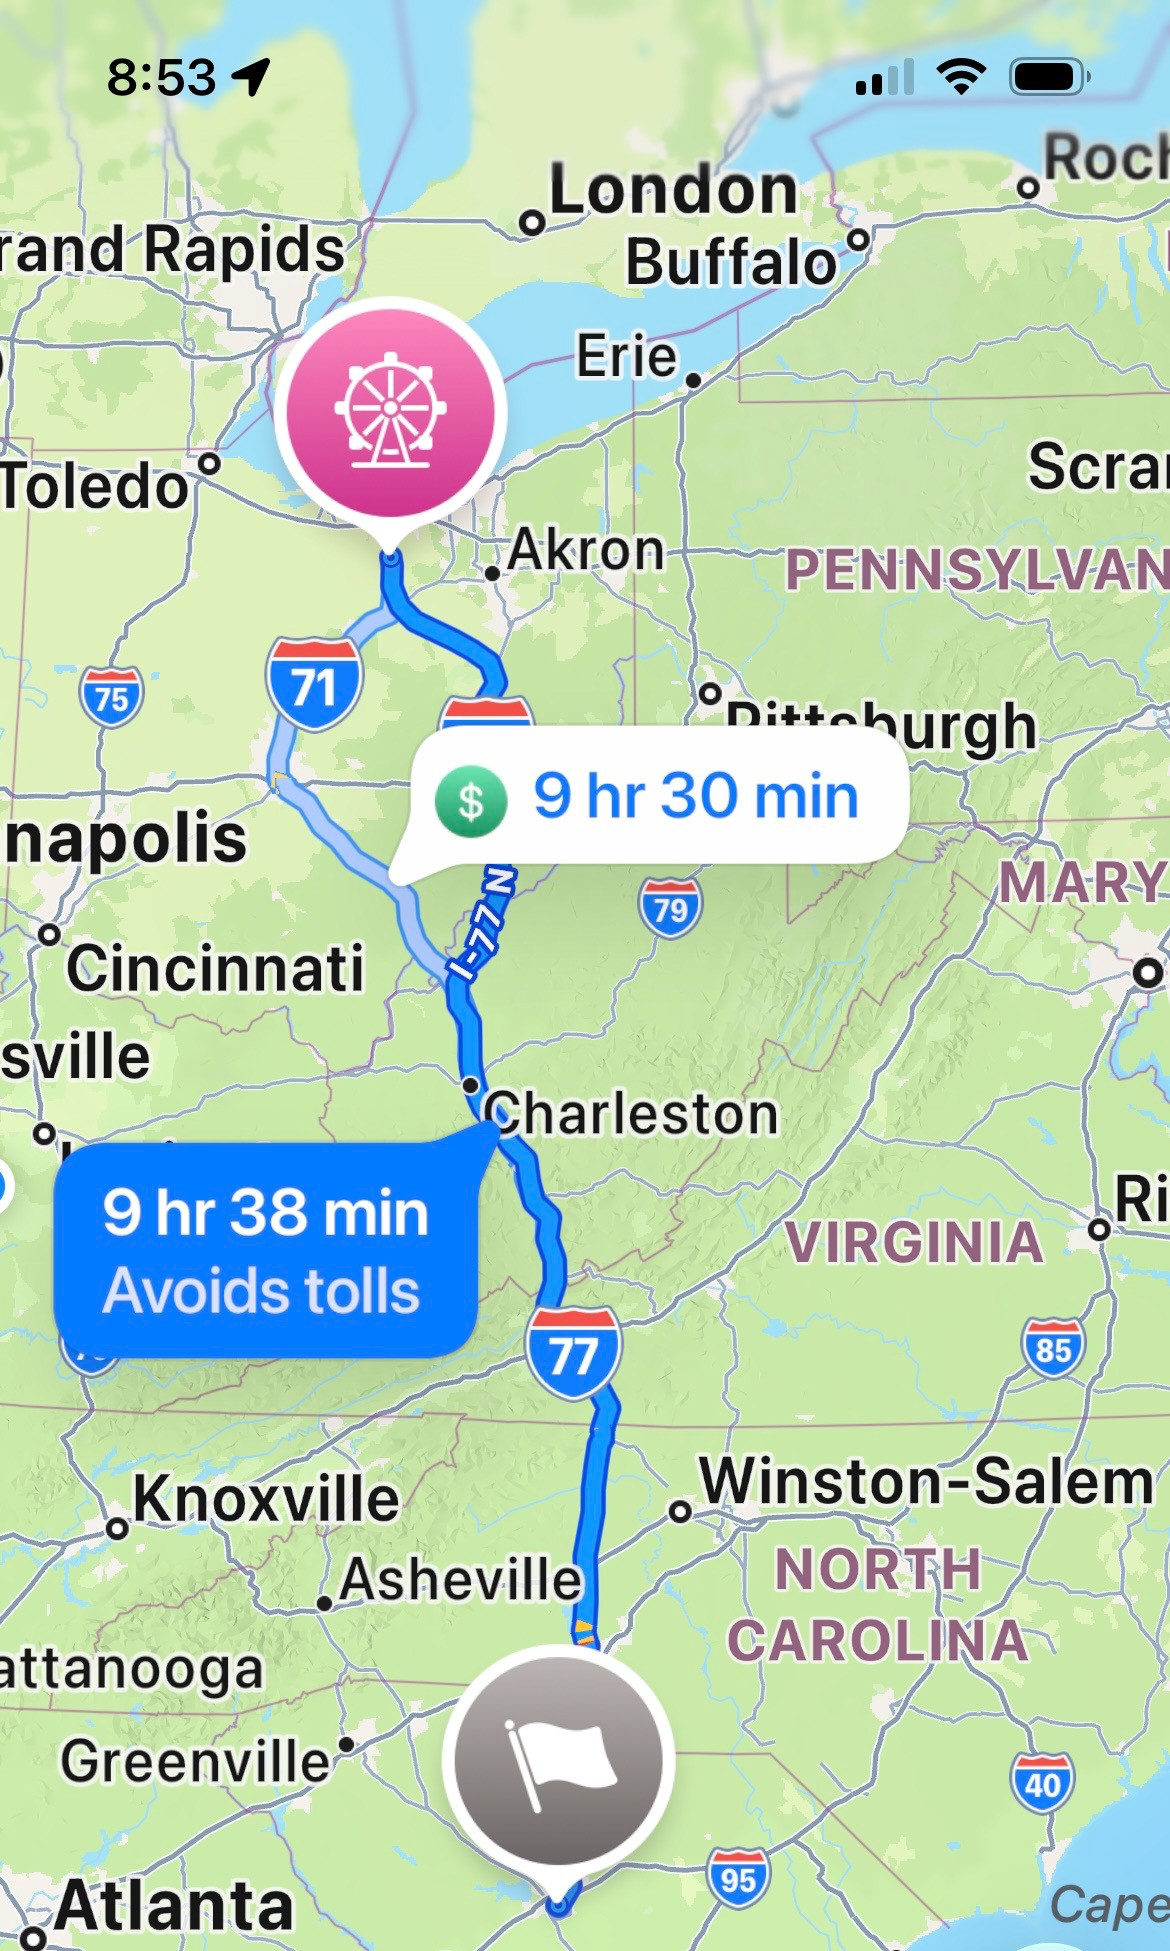 8:53
London
Roch
rand Rapids
Buffalo
Erie
Toledo
Scra
Akron
PENNSYLVAN
71
75
Pittsburgh
$ 9 hr 30 min
napolis
I-77 N
79
MARY
Cincinnati
sville
Charleston
9 hr 38 min
Avoids tolls
Ri
VIRGINIA
77
85
Winston-Salem
Knoxville
NORTH
CAROLINA
Asheville
attanooga
Greenville
40
95
Atlanta
Cape